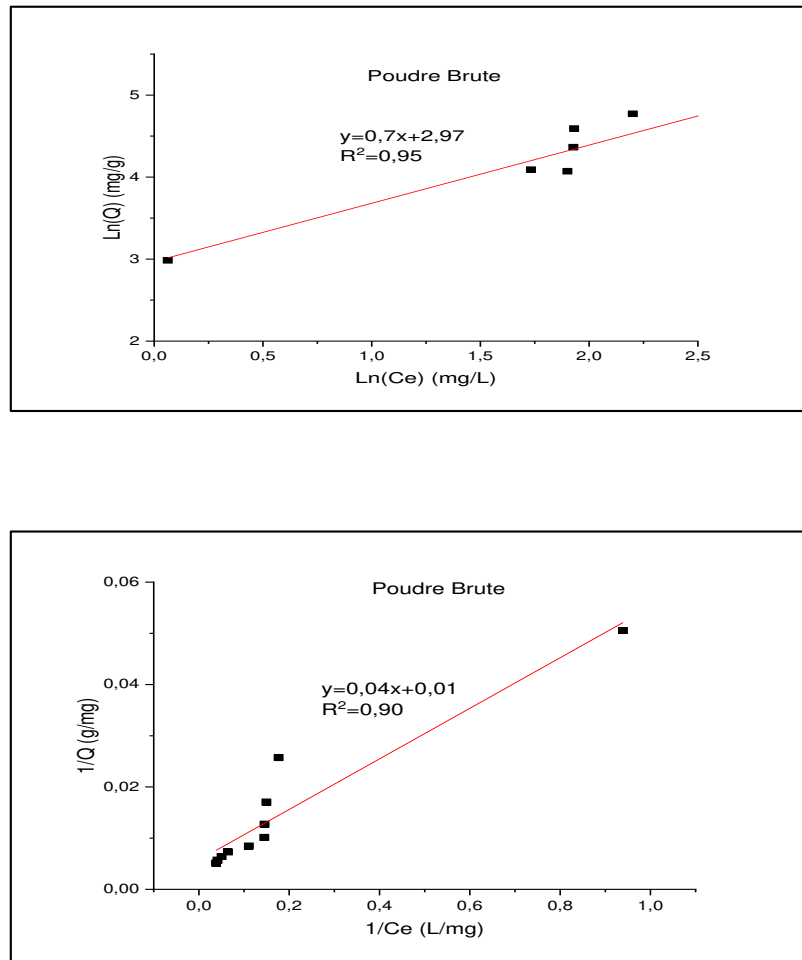 Poudre Brute
y=0,7x+2,97
R²=0,95
5
4
3
2
Ln(Q) (mg/g)
0,0 0,5 1,0 1,5 2,0 2,5
Ln(Ce) (mg/L)
Poudre Brute
y=0,04x+0,01
R²=0,90
0,06
0,04
0,02
0,00
1/Q (g/mg)
0,0 0,2 0,4 0,6 0,8 1,0
1/Ce (L/mg)